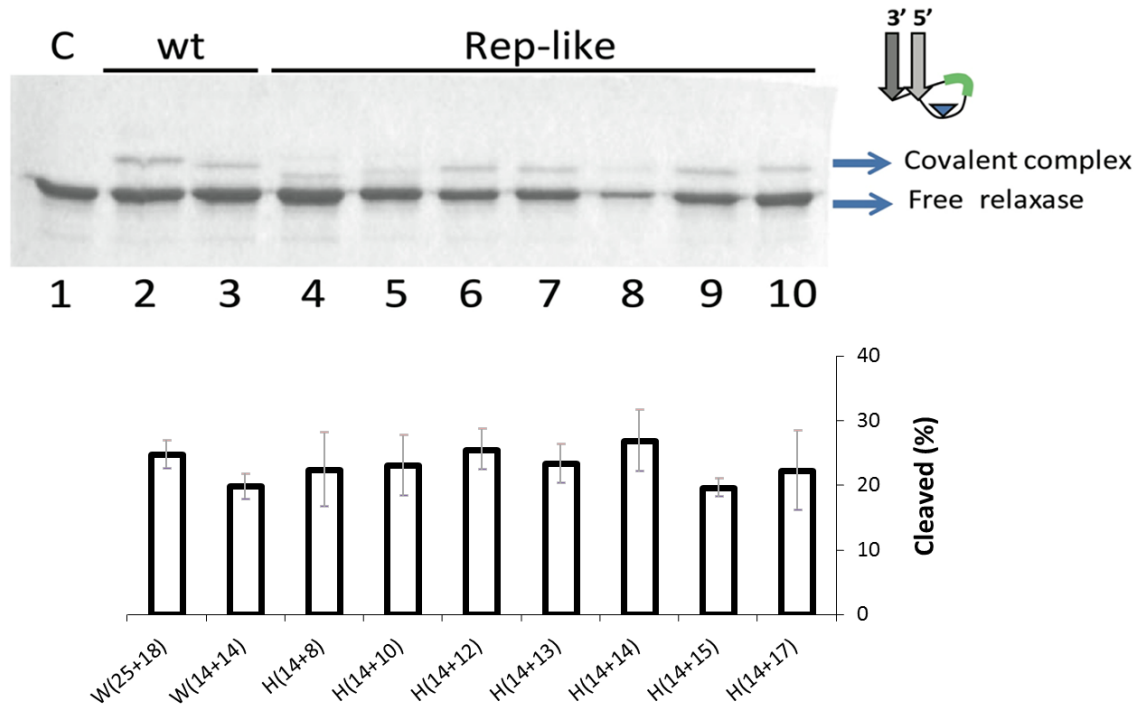 C wt Rep-like
3’ 5’
Covalent complex
Free relaxase
1 2 3 4 5 6 7 8 9 10
40
30
20
10
0
Cleaved (%)
W(25+18)
W(14+14)
H(14+8)
H(14+10)
H(14+12)
H(14+13)
H(14+14)
H(14+15)
H(14+17)